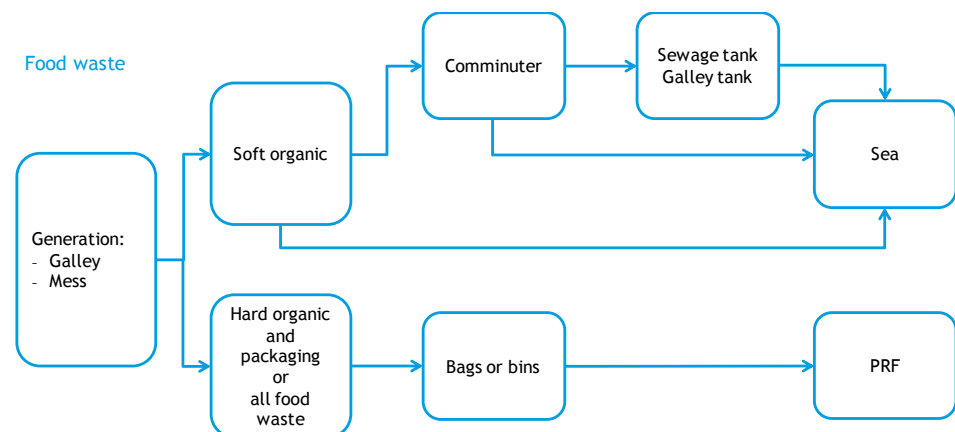 Food waste
Generation:
- Galley
- Mess
Soft organic
Comminuter
Sewage tank
Galley tank
Sea
Hard organic
and
packaging
or
all food
waste
Bags or bins
PRF